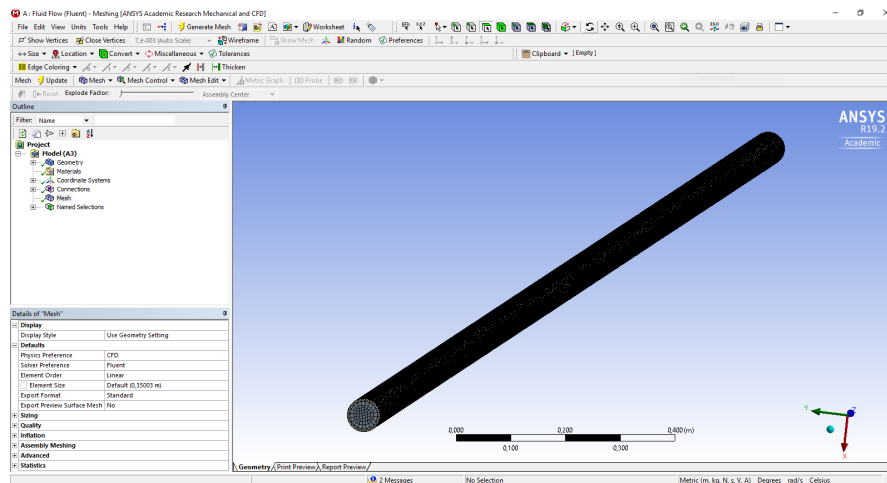 A : Fluid Flow (Fluent) - Meshing [ANSYS Academic Research Mechanical and CFD]
File Edit View Units Tools Help Generate Mesh Worksheet
Show Vertices Close Vertices 7,e-003 (Auto Scale) Wireframe Show Mesh Random Preferences
Size Location Convert Miscellaneous Tolerances Clipboard [Empty]
Edge Coloring Thicken
Mesh Update Mesh Mesh Control Mesh Edit Metric Graph Probe
Reset Explode Factor: Assembly Center
Outline
Filter: Name
Project
Model (A3)
Geometry
Materials
Coordinate Systems
Connections
Mesh
Named Selections
ANSYS
R19.2
Academic
Details of "Mesh"
Display
Display Style Use Geometry Setting
Defaults
Physics Preference CFD
Solver Preference Fluent
Element Order Linear
Element Size Default (0,35003 m)
Export Format Standard
Export Preview Surface Mesh No
Sizing
Quality
Inflation
Assembly Meshing
Advanced
Statistics
0,000 0,200 0,400 (m)
0,100 0,300
Y Z
X
Geometry Print Preview Report Preview
2 Messages No Selection Metric (m, kg, N, s, V, A) Degrees rad/s Celsius